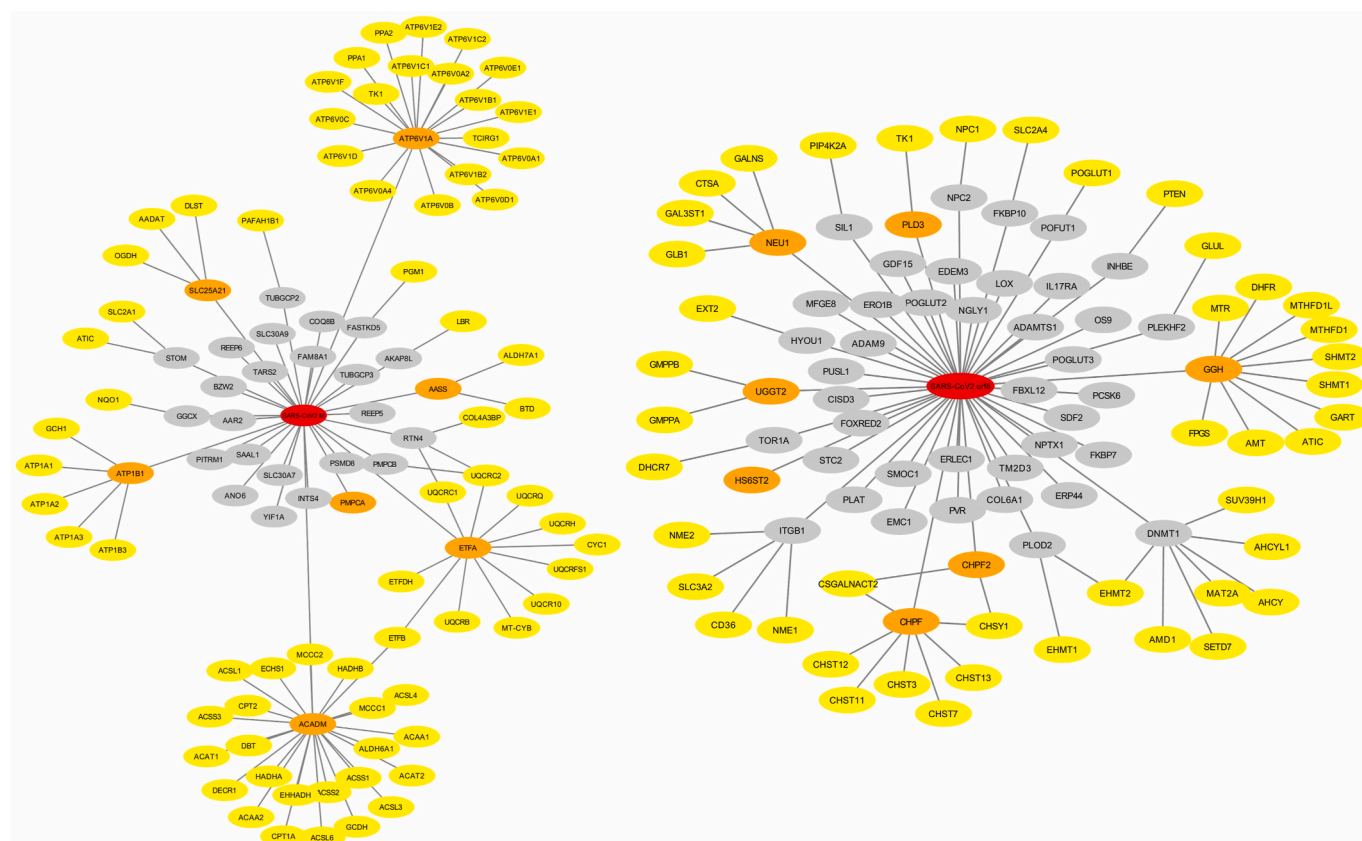 ATP6V1E2
PPA2
ATP6V1C2
PPA1
ATP6V1C1
ATP6V0A2
ATP6V0E1
ATP6V1F
TK1
ATP6V1B1
ATP6V1E1
ATP6V0C
ATP6V1A
TCIRG1
ATP6V1D
ATP6V0A1
ATP6V1B2
ATP6V0A4
ATP6V0B
ATP6V0D1
DLST
AADAT
PAFAH1B1
OGDH
SLC25A21
PGM1
TUBGCP2
SLC2A1
COQ8B
FASTKD5
LBR
ATIC
SLC30A9
REEP6
STOM
FAM8A1
AKAP8L
ALDH7A1
TARS2
TUBGCP3
BZW2
AASS
NQO1
BTD
GGCX
AAR2
REEP5
COL4A3BP
GCH1
RTN4
SAAL1
PITRM1
PSMD8
PMPCB
ATP1A1
ATP1B1
SLC30A7
UQCRC2
UQCRC1
UQCRQ
ATP1A2
ANO6
INTS4
PMPCA
YIF1A
UQCRH
ATP1A3
ATP1B3
ETFA
CYC1
UQCRFS1
ETFDH
UQCR10
UQCRB
MT-CYB
ETFB
MCCC2
ACSL1
ECHS1
HADHB
ACSL4
CPT2
MCCC1
ACSS3
ACADM
ACAA1
DBT
ALDH6A1
ACAT1
HADHA
ACSS1
ACAT2
DECR1
EHHADH
ACSS2
ACSL3
ACAA2
GCDH
CPT1A
ACSL6
NPC1
SLC2A4
TK1
PIP4K2A
GALNS
POGLUT1
CTSA
PTEN
NPC2
GAL3ST1
FKBP10
SIL1
PLD3
POFUT1
NEU1
GLUL
GLB1
GDF15
EDEM3
INHBE
LOX
IL17RA
DHFR
MFGE8
ERO1B
POGLUT2
NGLY1
MTR
MTHFD1L
EXT2
OS9
ADAMTS1
PLEKHF2
MTHFD1
HYOU1
ADAM9
SHMT2
GMPPB
POGLUT3
PUSL1
GGH
SHMT1
UGGT2
SARS-CoV2 orf8
FBXL12
PCSK6
CISD3
GART
GMPPA
SDF2
FOXRED2
FPGS
ATIC
TOR1A
NPTX1
AMT
FKBP7
DHCR7
STC2
ERLEC1
TM2D3
HS6ST2
SMOC1
ERP44
PLAT
COL6A1
SUV39H1
EMC1
PVR
NME2
ITGB1
DNMT1
PLOD2
AHCYL1
CHPF2
SLC3A2
CSGALNACT2
EHMT2
MAT2A
AHCY
CD36
NME1
CHPF
CHSY1
AMD1
SETD7
EHMT1
CHST12
CHST3
CHST13
CHST11
CHST7